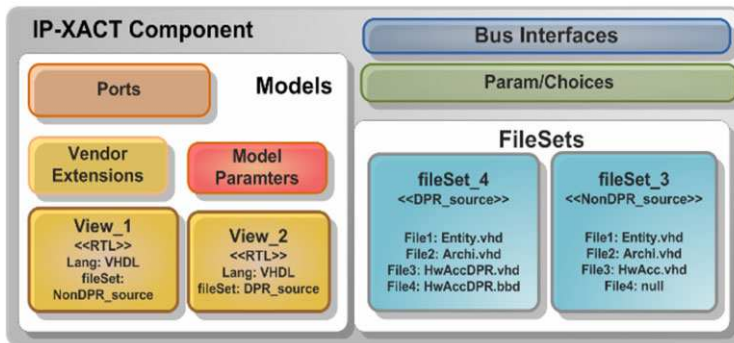 IP-XACT Component
Bus Interfaces
Ports
Models
Param/Choices
Vendor
Extensions
Model
Paramters
FileSets
View_1
<<RTL>>
Lang: VHDL
fileSet:
NonDPR_source
View_2
<<RTL>>
Lang: VHDL
fileSet: DPR_source
fileSet_4
<<DPR_source>>
File1: Entity.vhd
File2: Archi.vhd
File3: HwAccDPR.vhd
File4: HwAccDPR.bbd
fileSet_3
<<NonDPR_source>>
File1: Entity.vhd
File2: Archi.vhd
File3: HwAcc.vhd
File4: null